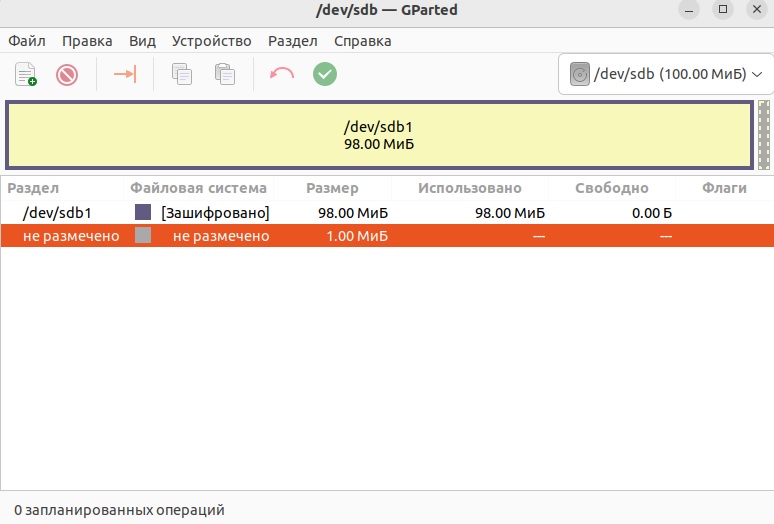 /dev/sdb — GParted
Файл Правка Вид Устройство Раздел Справка
/dev/sdb (100.00 МиБ)
/dev/sdb1
98.00 МиБ
Раздел Файловая система Размер Использовано Свободно Флаги
/dev/sdb1 [Зашифровано] 98.00 МиБ 98.00 МиБ 0.00 Б
не размечено не размечено 1.00 МиБ --- ---
0 запланированных операций